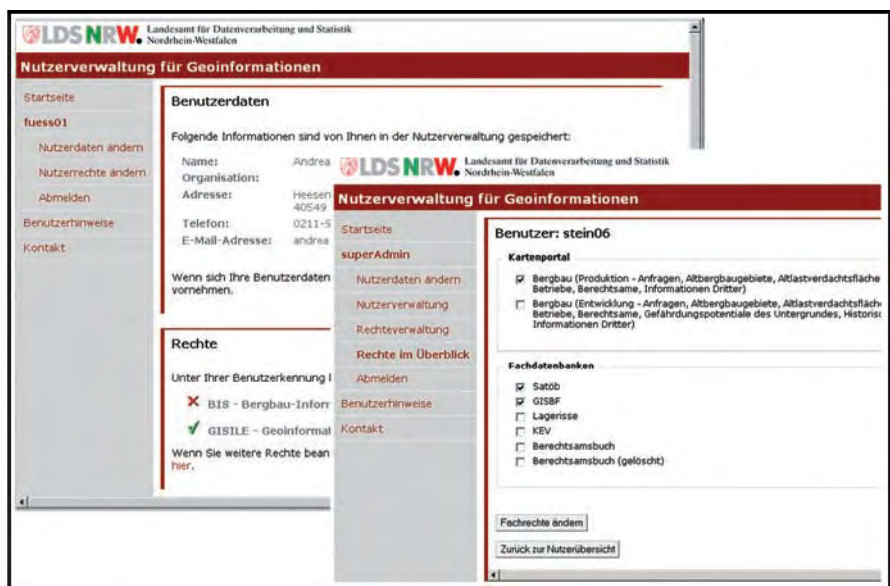 LDS NRW. Landesamt für Datenverarbeitung und Statistik
Nordrhein-Westfalen
Nutzerverwaltung für Geoinformationen
Startseite
fuess01
Nutzerdaten ändern
Nutzerrechte ändern
Abmelden
Benutzerhinweise
Kontakt
Benutzerdaten
Folgende Informationen sind von Ihnen in der Nutzerverwaltung gespeichert:
Name: Andrea
Organisation:
Adresse: Heesen
40549
Telefon: 0211-5
E-Mail-Adresse: andrea
Wenn sich Ihre Benutzerdaten
vornehmen.
Rechte
Unter Ihrer Benutzerkennung
BIS - Bergbau-Inforr
GISILE - Geoinformat
Wenn Sie weitere Rechte bean
hier.
LDS NRW. Landesamt für Datenverarbeitung und Statistik
Nordrhein-Westfalen
Nutzerverwaltung für Geoinformationen
Startseite
superAdmin
Nutzerdaten ändern
Nutzerverwaltung
Rechteverwaltung
Rechte im Überblick
Abmelden
Benutzerhinweise
Kontakt
Benutzer: stein06
Kartenportal
Bergbau (Produktion - Anfragen, Altbergbaugebiete, Altlastverdachtsfläche
Betriebe, Berechtsame, Informationen Dritter)
Bergbau (Entwicklung - Anfragen, Altbergbaugebiete, Altlastverdachtsfläch
Betriebe, Berechtsame, Gefährdungspotentiale des Untergrundes, Historisc
Informationen Dritter)
Fachdatenbanken
Satöb
GISBF
Lagerisse
KEV
Berechtsamsbuch
Berechtsamsbuch (gelöscht)
Fachrechte ändern
Zurück zur Nutzerübersicht